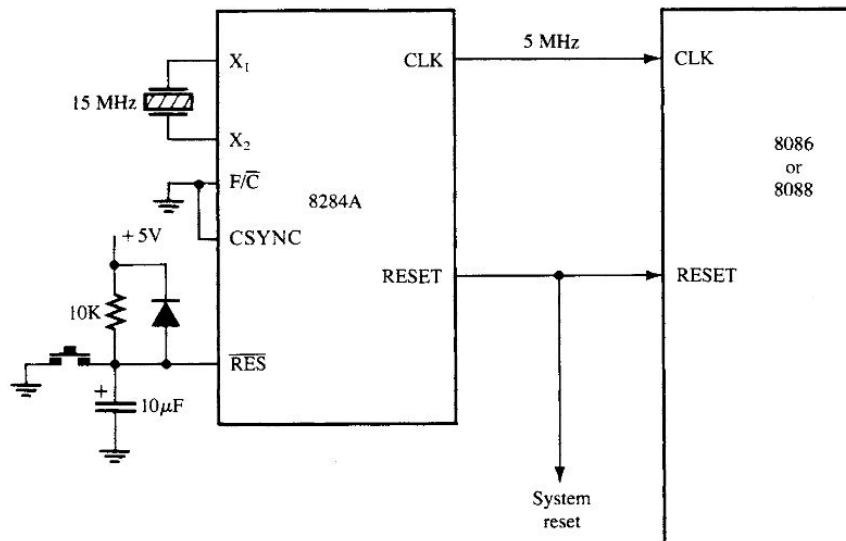 X₁
15 MHz
X₂
F/C̅
CSYNC
+5V
10K
R̅E̅S̅
+
10μF
8284A
CLK
RESET
5 MHz
CLK
8086
or
8088
RESET
System
reset